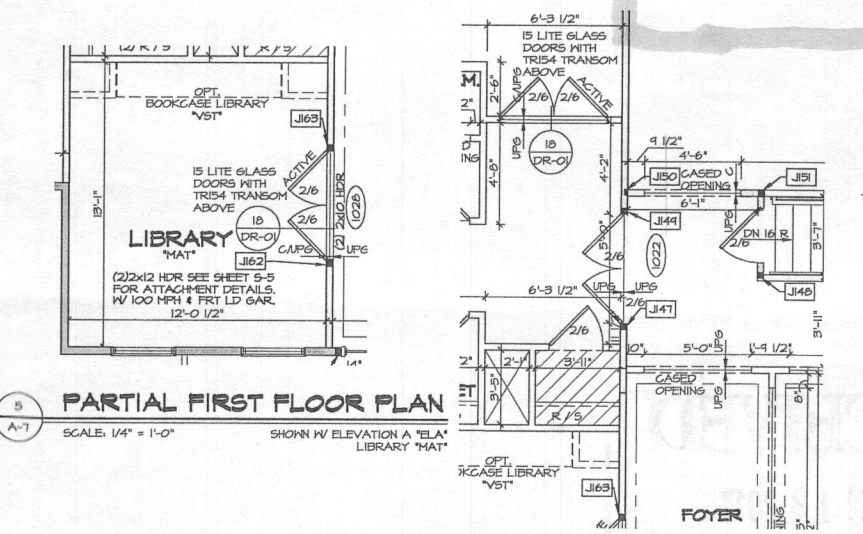 (2) R / S
R / S
OPT.
BOOKCASE LIBRARY
"VST"
J163
15 LITE GLASS
DOORS WITH
TR154 TRANSOM
ABOVE
ACTIVE
2/6
2/6
18
DR-01
(2) 2x10 HDR
1028
13'-1"
LIBRARY
"MAT"
C/UPG
UPG
J162
(2)2x12 HDR SEE SHEET S-5
FOR ATTACHMENT DETAILS.
W/ 100 MPH & FRT LD GAR.
12'-0 1/2"
5
A-7
PARTIAL FIRST FLOOR PLAN
SCALE: 1/4" = 1'-0"
SHOWN W/ ELEVATION A "ELA"
LIBRARY "MAT"
6'-3 1/2"
15 LITE GLASS
DOORS WITH
TR154 TRANSOM
ABOVE
2'-6"
C/UPG
2/6
2/6
ACTIVE
18
DR-01
UPG
4'-8"
4'-2"
9 1/2"
4'-6"
J150
CASED
OPENING
J151
6'-1"
J149
UPG
DN 16 R
2/6
3'-7"
5'-0"
2/6
1022
J148
6'-3 1/2"
UPG
UPG
2/6
J147
2/6
3'-11"
2'-1"
3'-11"
10"
5'-0"
UPG
1'-9 1/2"
3'-5"
R / S
CASED
OPENING
UPG
8"
OPT.
BOOKCASE LIBRARY
"VST"
J163
FOYER